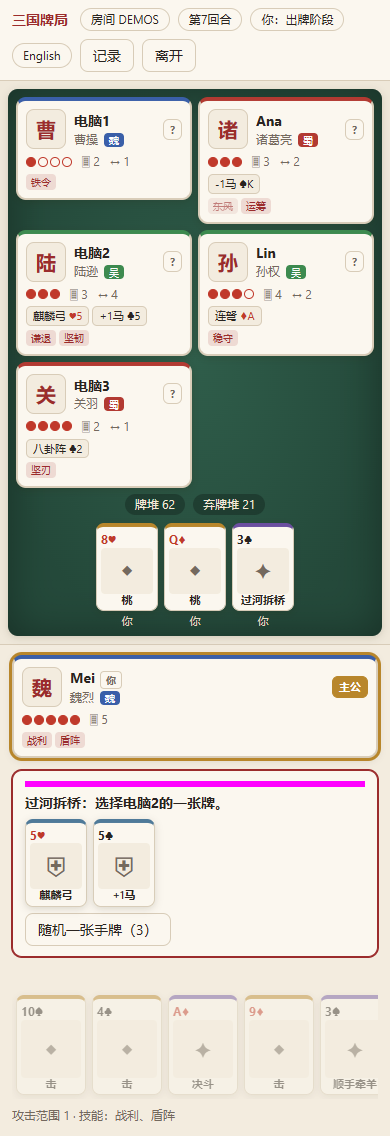 三国牌局 房间 DEMOS 第7回合 你：出牌阶段
English 记录 离开
曹 电脑1 ?
曹操 魏
2 ↔ 1
铁令
诸 Ana ?
诸葛亮 蜀
3 ↔ 2
-1马 ♠K
东风 运筹
陆 电脑2 ?
陆逊 吴
3 ↔ 4
麒麟弓 ♥5 +1马 ♣5
谦退 坚韧
孙 Lin ?
孙权 吴
4 ↔ 2
连弩 ♦A
稳守
关 电脑3 ?
关羽 蜀
2 ↔ 1
八卦阵 ♣2
坚刃
牌堆 62 弃牌堆 21
8♥ Q♦ 3♣
桃 桃 过河拆桥
你 你 你
魏 Mei 你 主公
魏烈 魏
5
战利 盾阵
过河拆桥：选择电脑2的一张牌。
5♥ 5♣
麒麟弓 +1马
随机一张手牌（3）
10♠ 4♣ A♦ 9♦ 3♠
击 击 决斗 击 顺手牵羊
攻击范围 1 · 技能：战利、盾阵